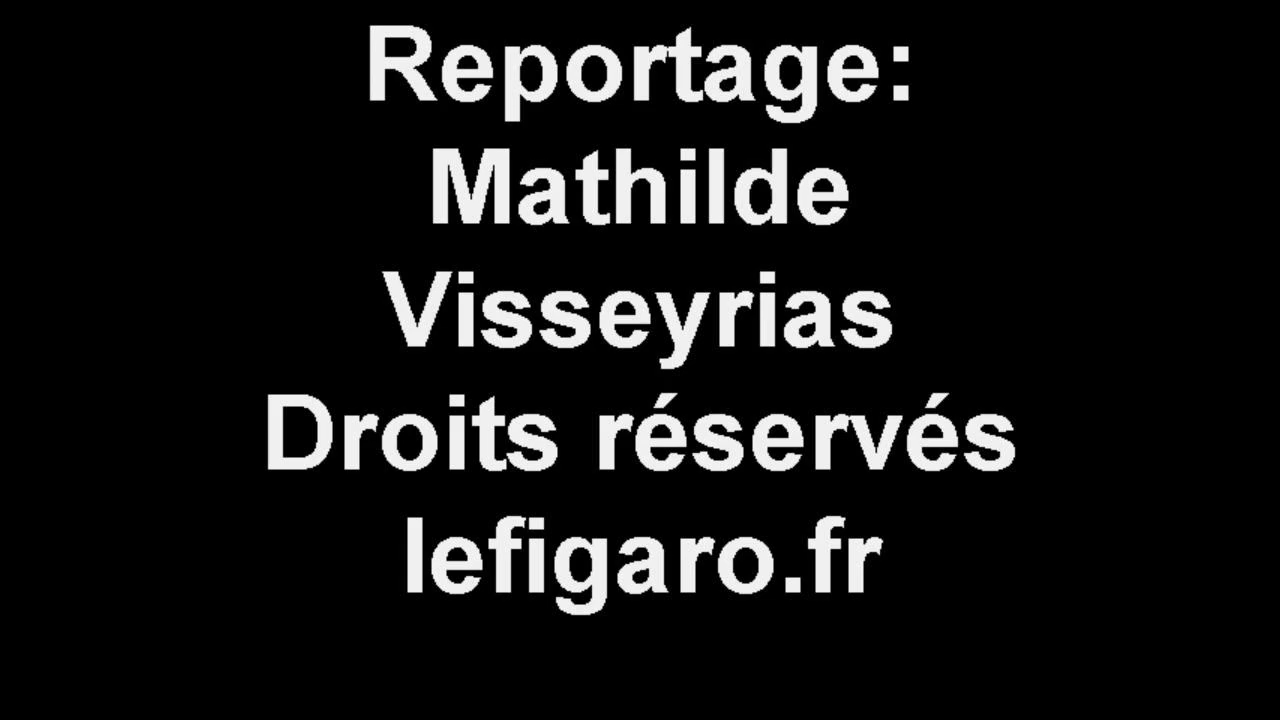 Reportage:
Mathilde
Visseyrias
Droits réservés
lefigaro.fr